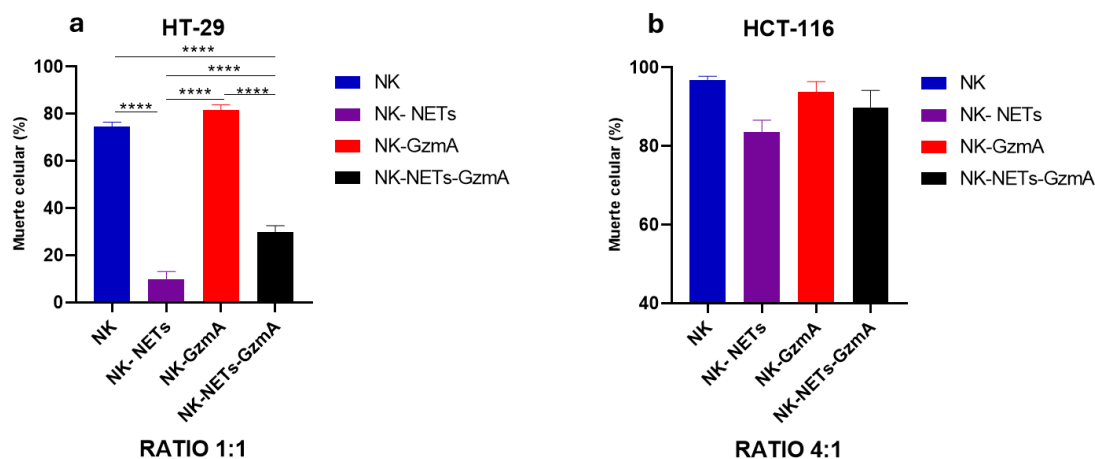 a
HT-29
****
****
****
****
****
100
80
60
40
20
0
Muerte celular (%)
NK
NK- NETs
NK-GzmA
NK-NETs-GzmA
RATIO 1:1
NK
NK- NETs
NK-GzmA
NK-NETs-GzmA
b
HCT-116
100
80
60
40
Muerte celular (%)
NK
NK- NETs
NK-GzmA
NK-NETs-GzmA
RATIO 4:1
NK
NK- NETs
NK-GzmA
NK-NETs-GzmA